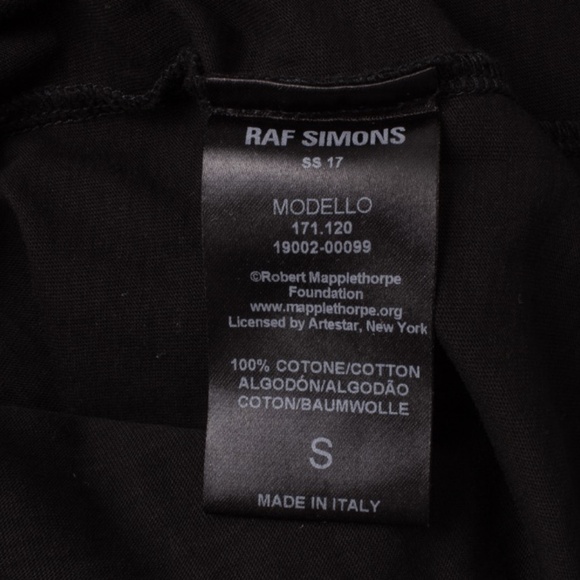 RAF SIMONS
SS 17
MODELLO
171.120
19002-00099
©Robert Mapplethorpe
Foundation
www.mapplethorpe.org
Licensed by Artestar, New York
100% COTONE/COTTON
ALGODÓN/ALGODÃO
COTON/BAUMWOLLE
S
MADE IN ITALY